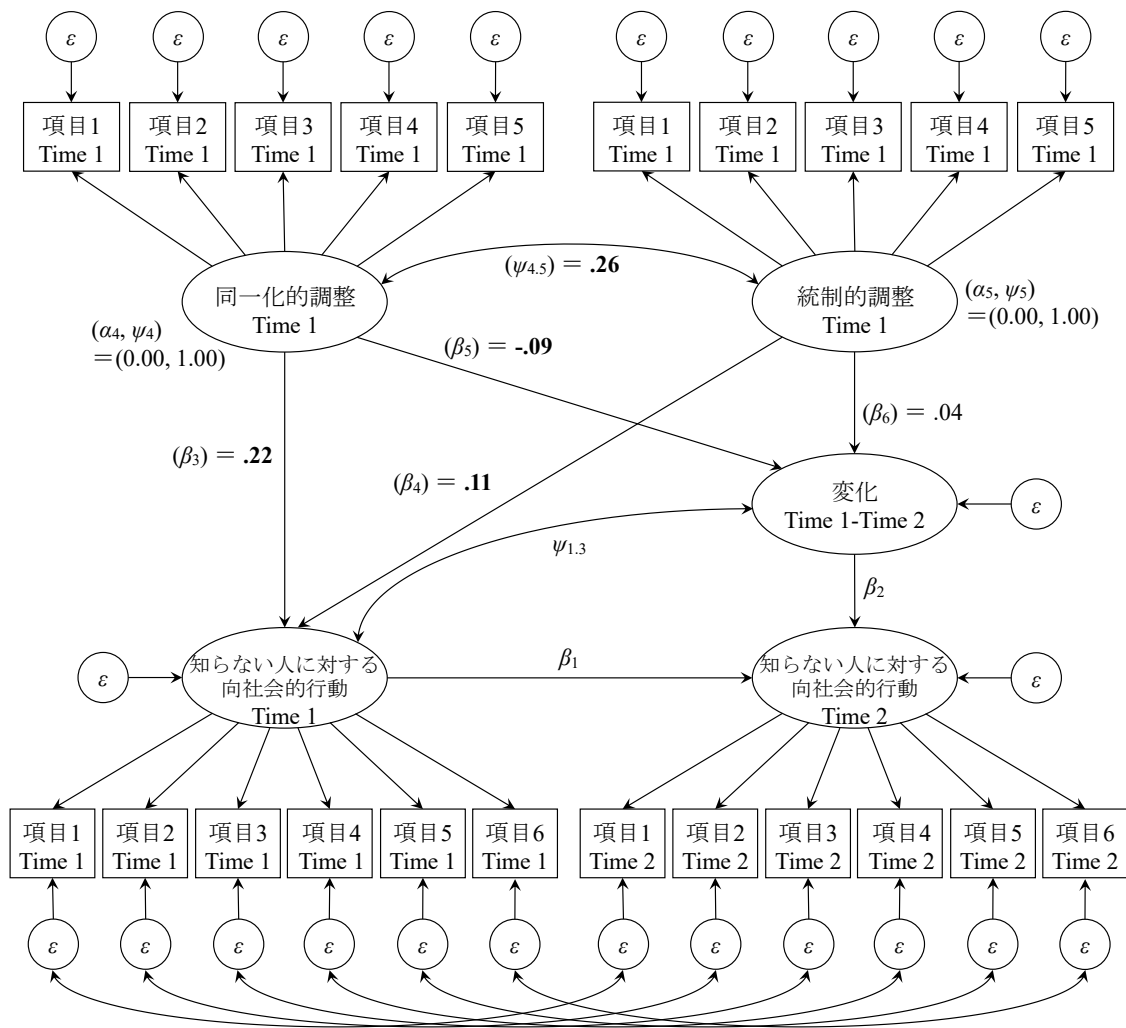 ε ε ε ε ε ε ε ε ε ε
項目1 項目2 項目3 項目4 項目5 項目1 項目2 項目3 項目4 項目5
Time 1 Time 1 Time 1 Time 1 Time 1 Time 1 Time 1 Time 1 Time 1 Time 1
(ψ4.5) = .26
同一化的調整
Time 1
統制的調整
Time 1
(α5, ψ5)
=(0.00, 1.00)
(α4, ψ4)
=(0.00, 1.00)
(β5) = -.09
(β6) = .04
(β3) = .22
(β4) = .11
変化
Time 1-Time 2
ε
ψ1.3
β2
ε
知らない人に対する
向社会的行動
Time 1
β1
知らない人に対する
向社会的行動
Time 2
ε
項目1 項目2 項目3 項目4 項目5 項目6 項目1 項目2 項目3 項目4 項目5 項目6
Time 1 Time 1 Time 1 Time 1 Time 1 Time 1 Time 2 Time 2 Time 2 Time 2 Time 2 Time 2
ε ε ε ε ε ε ε ε ε ε ε ε